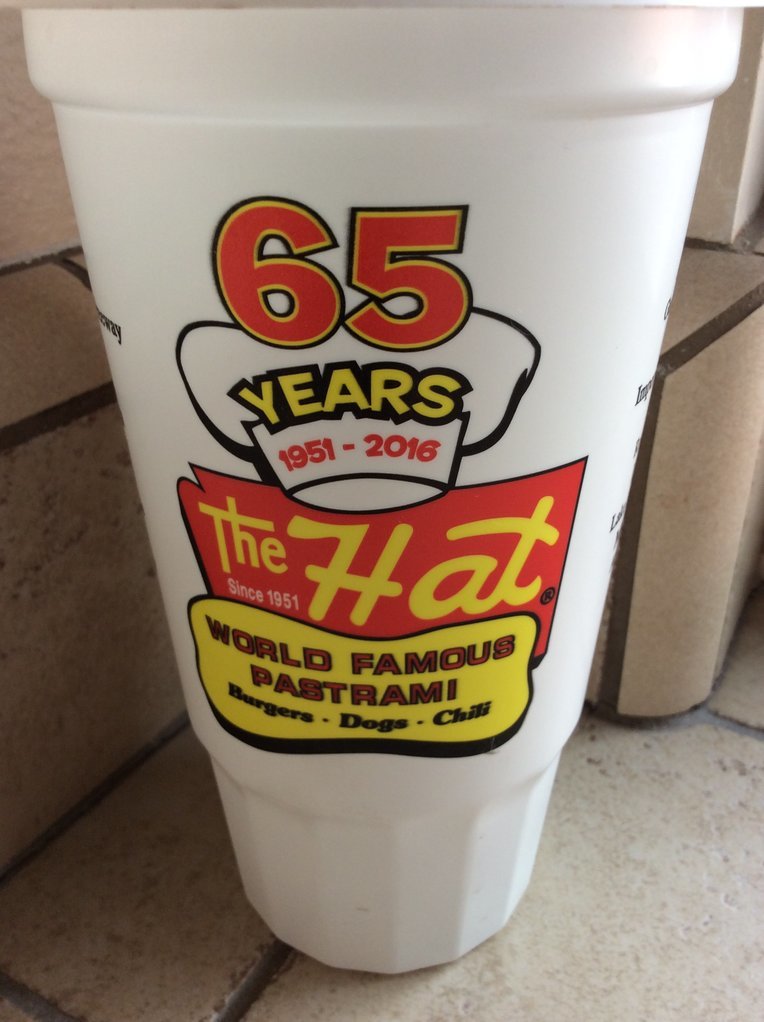 65
YEARS
1951 - 2016
The Hat®
Since 1951
WORLD FAMOUS
PASTRAMI
Burgers · Dogs · Chili